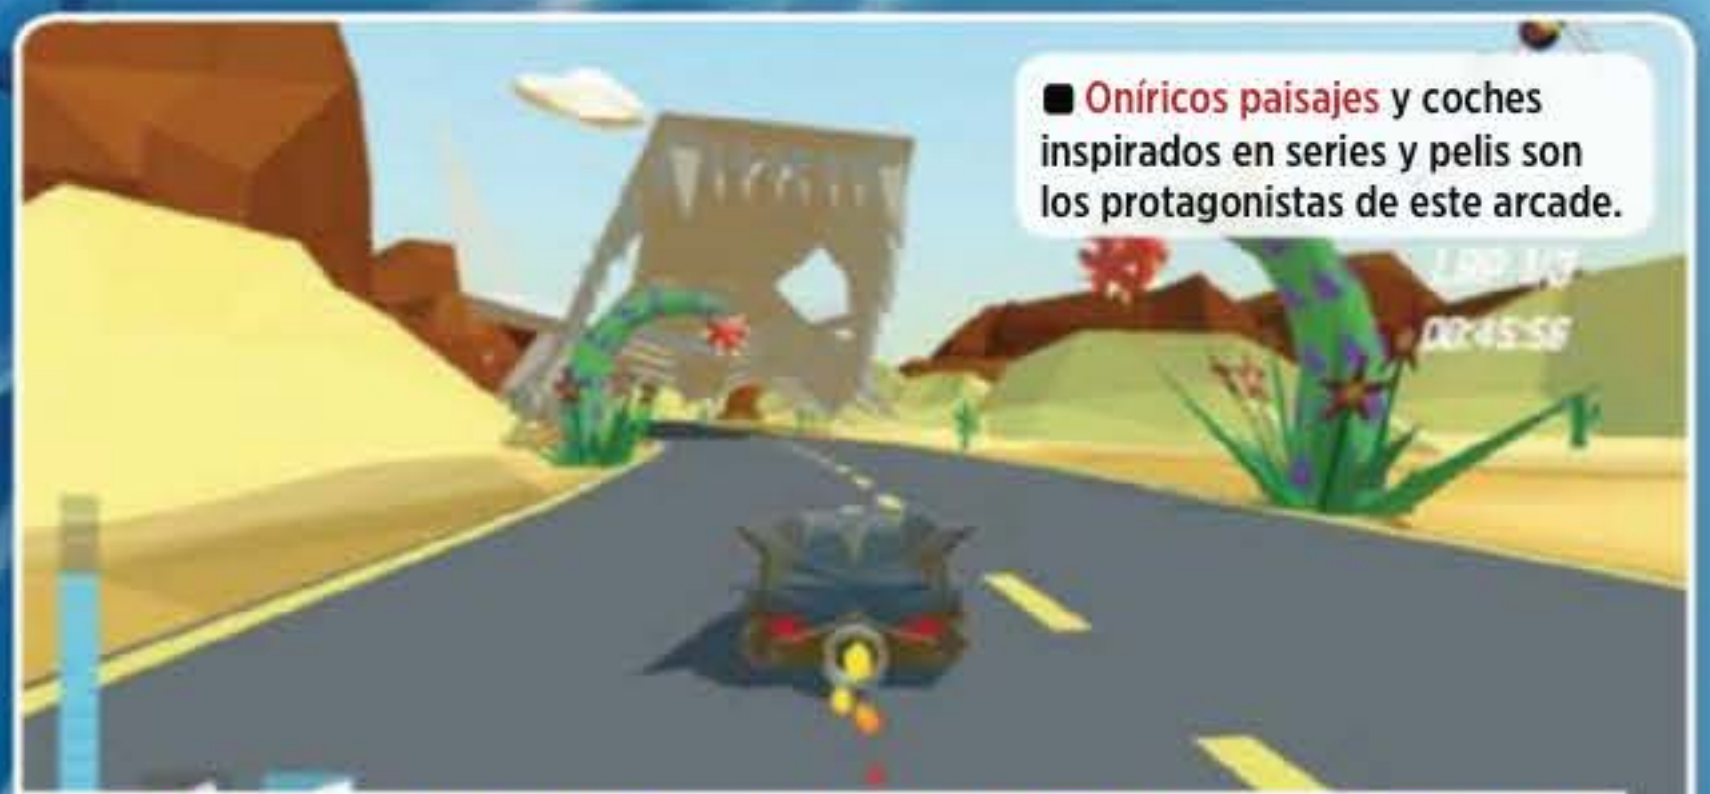 ■ Oníricos paisajes y coches
inspirados en series y pelis son
los protagonistas de este arcade.
00:45:56